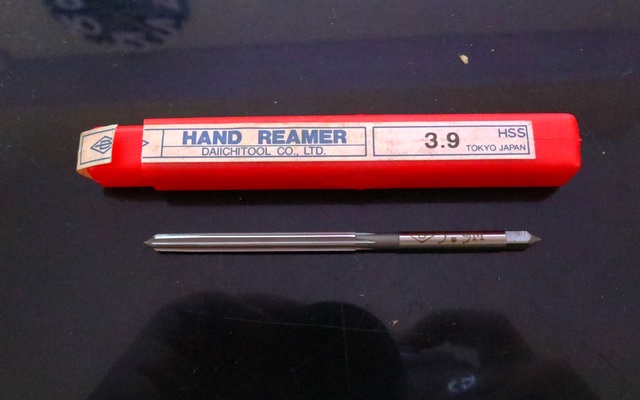 HAND REAMER
DAIICHITOOL CO., LTD.
3.9
HSS
TOKYO JAPAN